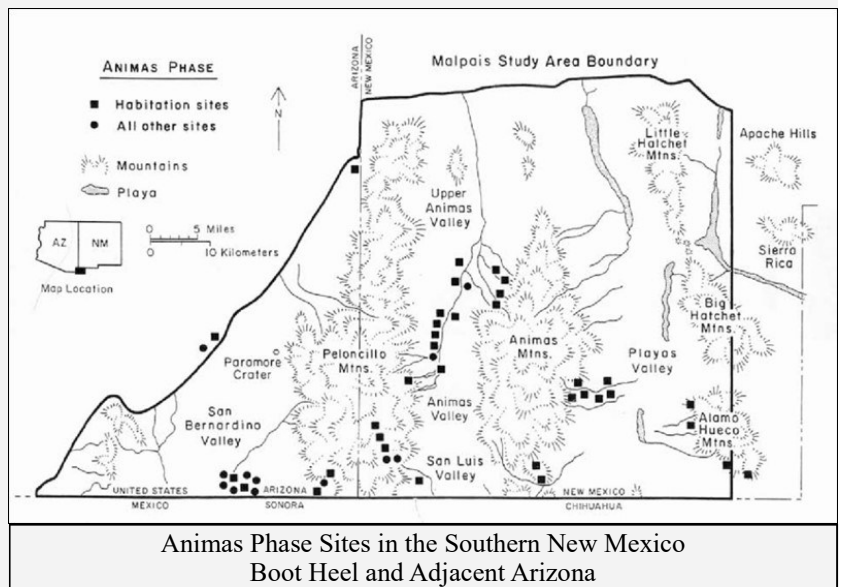 Malpais Study Area Boundary
ARIZONA
NEW MEXICO
ANIMAS PHASE
Habitation sites
All other sites
N
Mountains
Playa
AZ
NM
Map Location
0
5 Miles
0
10 Kilometers
Little
Hatchet
Mtns.
Apache Hills
Upper
Animas
Valley
Sierra
Rica
Big
Hatchet
Mtns.
Paramore
Crater
Peloncillo
Mtns.
Animas
Mtns.
Playas
Valley
San
Bernardino
Valley
Animas
Valley
Alamo
Hueco
Mtns.
San Luis
Valley
UNITED STATES
MEXICO
ARIZONA
SONORA
NEW MEXICO
CHIHUAHUA
Animas Phase Sites in the Southern New Mexico
Boot Heel and Adjacent Arizona